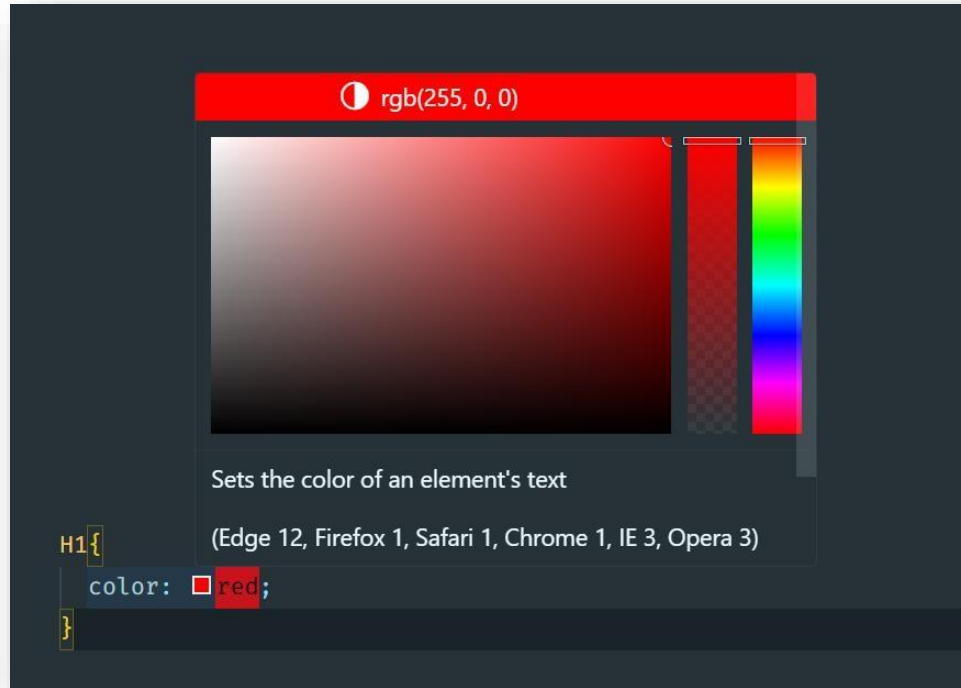 rgb(255, 0, 0)
Sets the color of an element's text
(Edge 12, Firefox 1, Safari 1, Chrome 1, IE 3, Opera 3)
H1{
color: red;
}